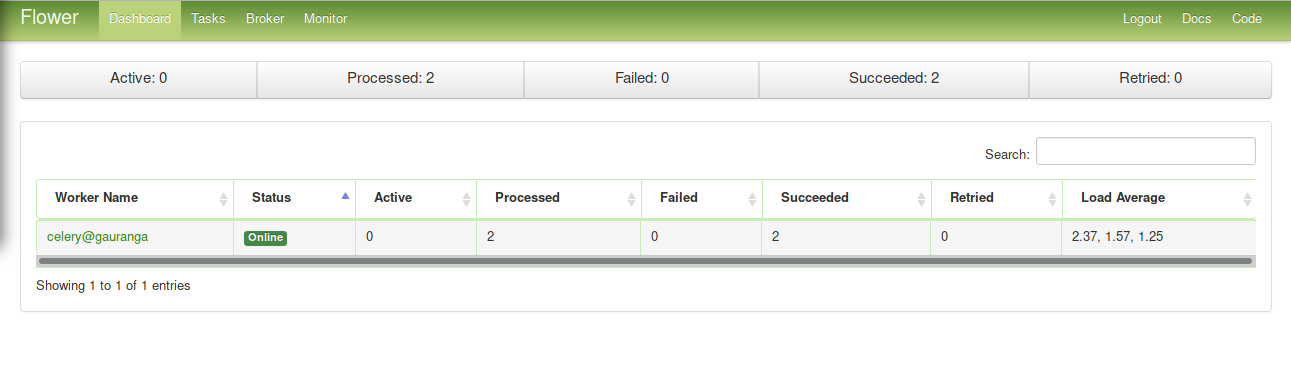 Flower Dashboard Tasks Broker Monitor Logout Docs Code
Active: 0 Processed: 2 Failed: 0 Succeeded: 2 Retried: 0
Search:
Worker Name Status Active Processed Failed Succeeded Retried Load Average
celery@gauranga Online 0 2 0 2 0 2.37, 1.57, 1.25
Showing 1 to 1 of 1 entries